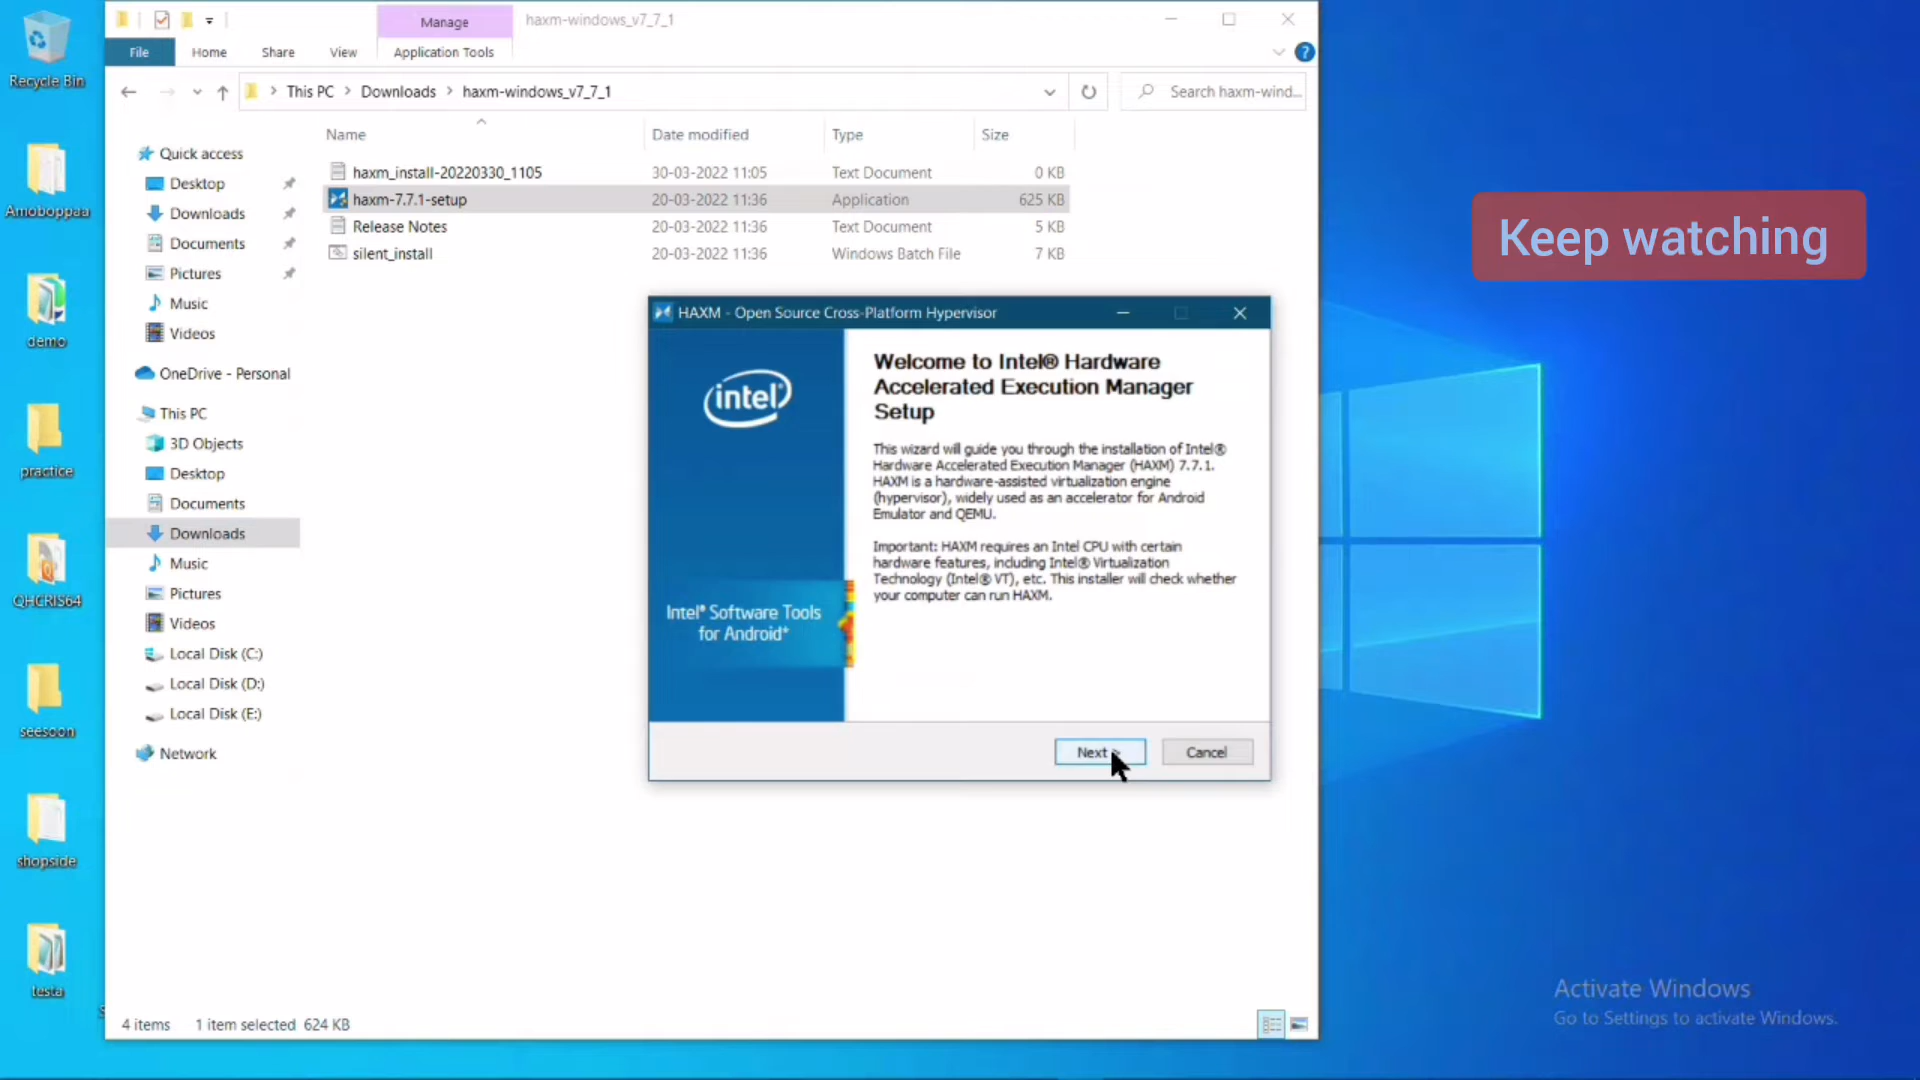 Recycle Bin
Amoboppaa
demo
practice
QHCRIS64
seesoon
shopside
testa
Manage
haxm-windows_v7_7_1
File
Home
Share
View
Application Tools
This PC > Downloads > haxm-windows_v7_7_1
Search haxm-wind...
Name Date modified Type Size
haxm_install-20220330_1105 30-03-2022 11:05 Text Document 0 KB
haxm-7.7.1-setup 20-03-2022 11:36 Application 625 KB
Release Notes 20-03-2022 11:36 Text Document 5 KB
silent_install 20-03-2022 11:36 Windows Batch File 7 KB
Quick access
Desktop
Downloads
Documents
Pictures
Music
Videos
OneDrive - Personal
This PC
3D Objects
Desktop
Documents
Downloads
Music
Pictures
Videos
Local Disk (C:)
Local Disk (D:)
Local Disk (E:)
Network
HAXM - Open Source Cross-Platform Hypervisor
intel
Intel® Software Tools
for Android*
Welcome to Intel® Hardware
Accelerated Execution Manager
Setup
This wizard will guide you through the installation of Intel®
Hardware Accelerated Execution Manager (HAXM) 7.7.1.
HAXM is a hardware-assisted virtualization engine
(hypervisor), widely used as an accelerator for Android
Emulator and QEMU.
Important: HAXM requires an Intel CPU with certain
hardware features, including Intel® Virtualization
Technology (Intel® VT), etc. This installer will check whether
your computer can run HAXM.
Next >
Cancel
4 items 1 item selected 624 KB
Keep watching
Activate Windows
Go to Settings to activate Windows.